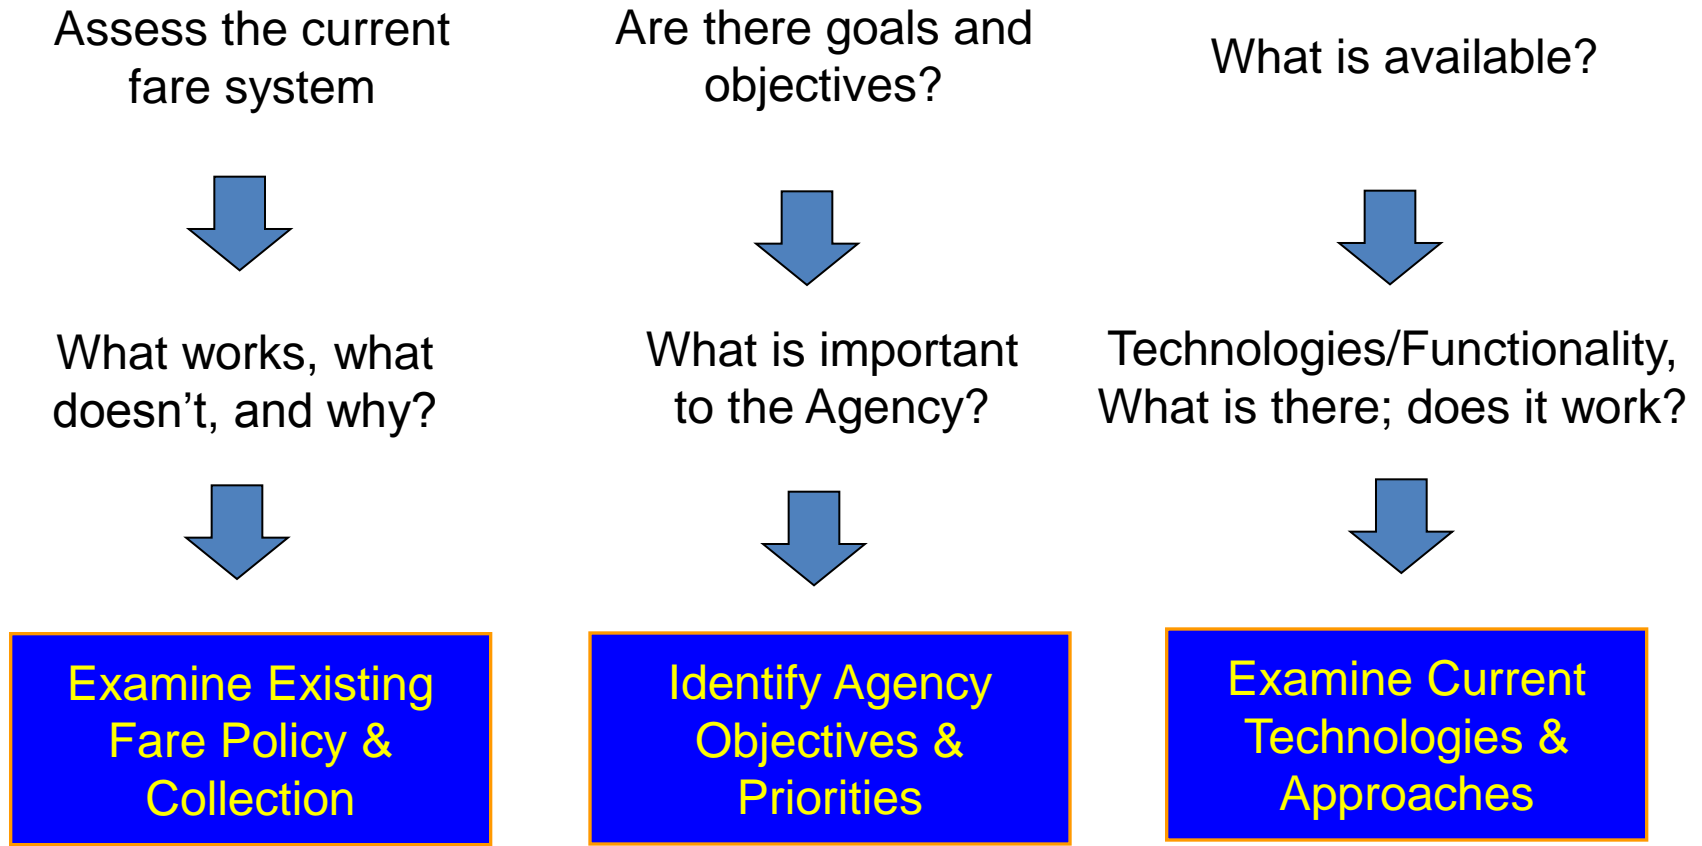 Assess the current
fare system
Are there goals and
objectives?
What is available?
What works, what
doesn’t, and why?
What is important
to the Agency?
Technologies/Functionality,
What is there; does it work?
Examine Existing
Fare Policy &
Collection
Identify Agency
Objectives &
Priorities
Examine Current
Technologies &
Approaches